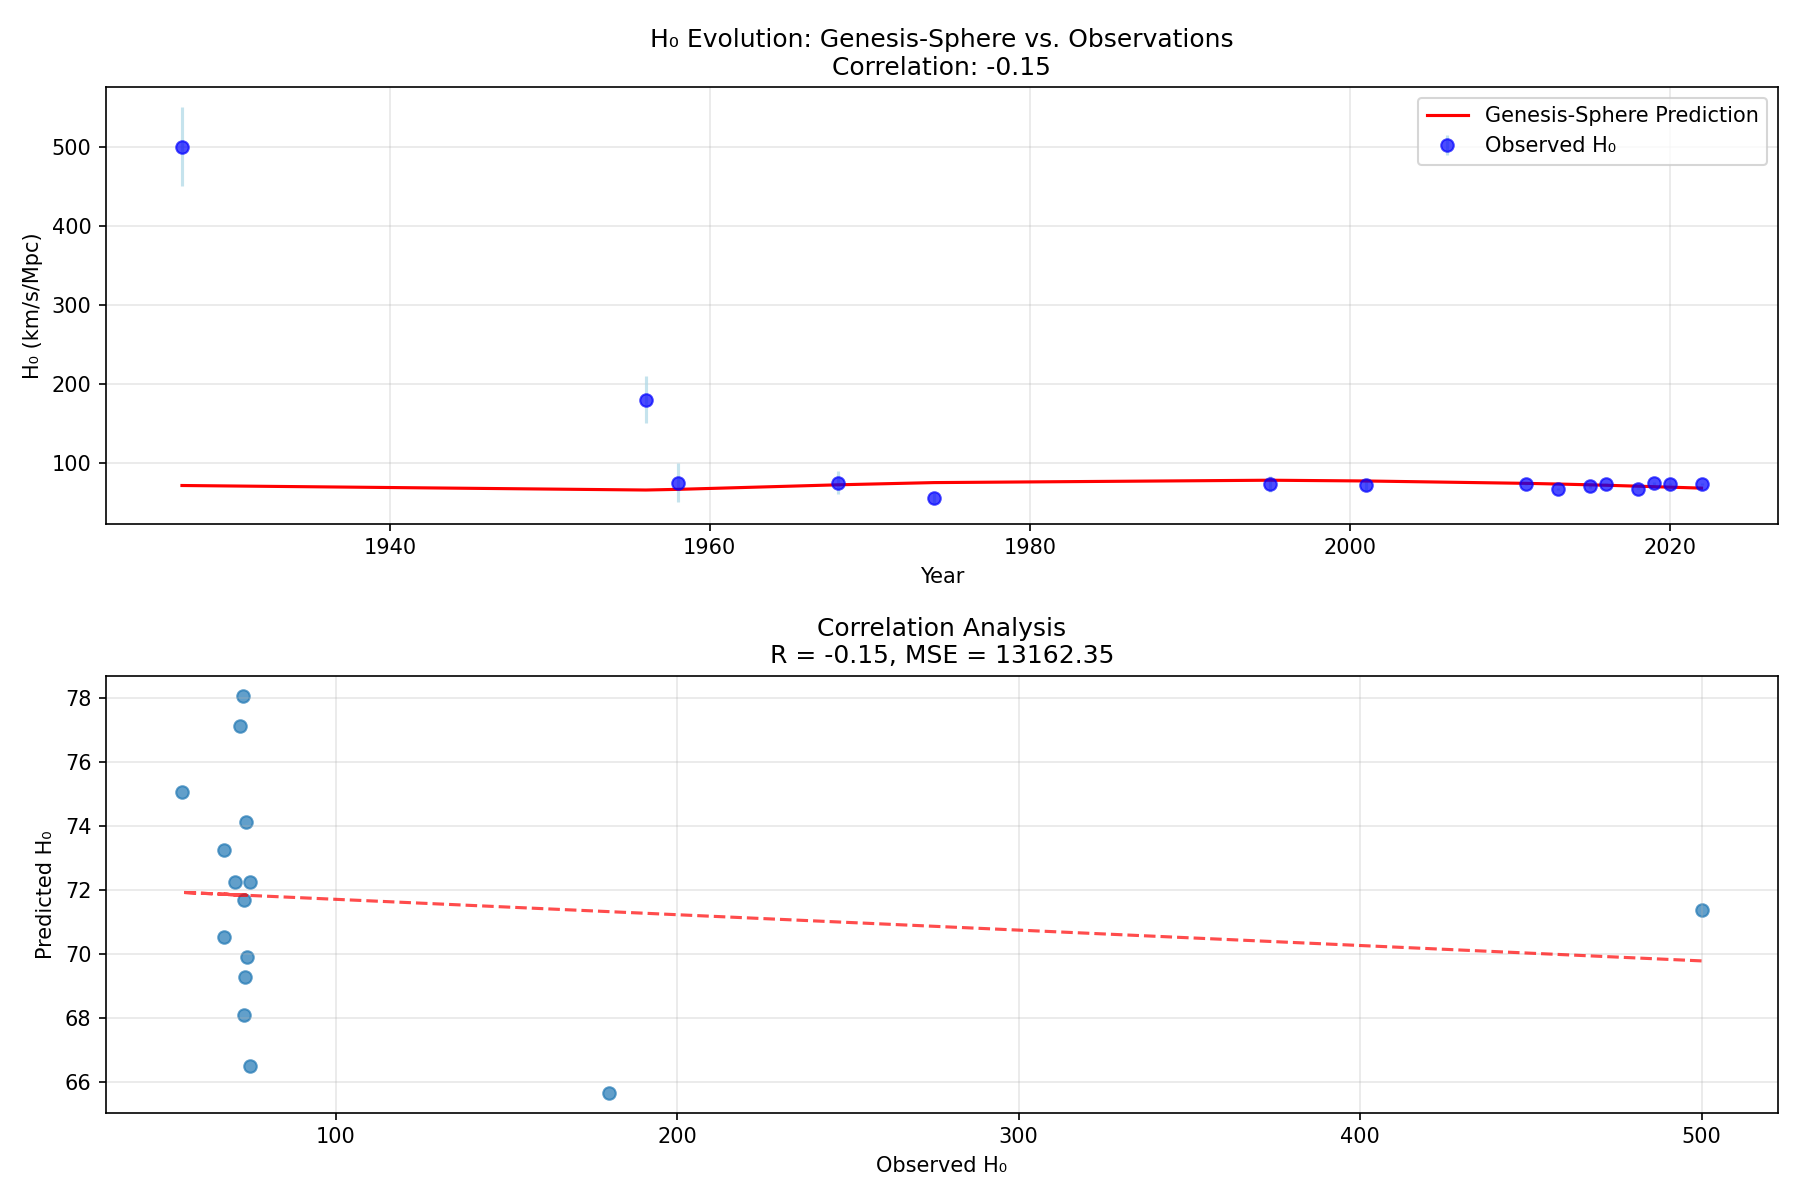 H₀ Evolution: Genesis-Sphere vs. Observations
Correlation: -0.15
Genesis-Sphere Prediction
Observed H₀
H₀ (km/s/Mpc)
500
400
300
200
100
1940
1960
1980
2000
2020
Year
Correlation Analysis
R = -0.15, MSE = 13162.35
Predicted H₀
78
76
74
72
70
68
66
100
200
300
400
500
Observed H₀